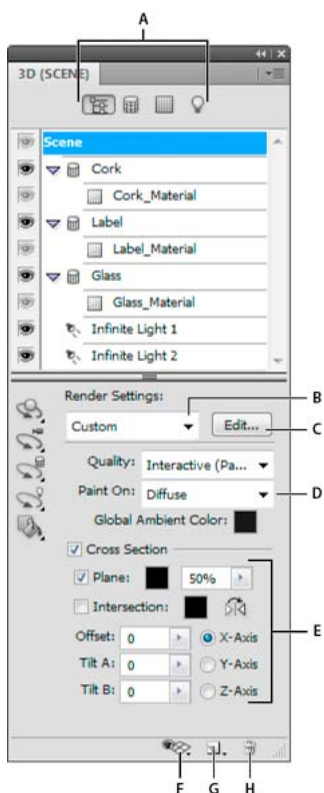 A
3D (SCENE)
Scene
Cork
Cork_Material
Label
Label_Material
Glass
Glass_Material
Infinite Light 1
Infinite Light 2
Render Settings:
B
Custom Edit... C
Quality: Interactive (Pa...
Paint On: Diffuse D
Global Ambient Color:
Cross Section
Plane: 50%
Intersection: E
Offset: 0 X-Axis
Tilt A: 0 Y-Axis
Tilt B: 0 Z-Axis
F G H